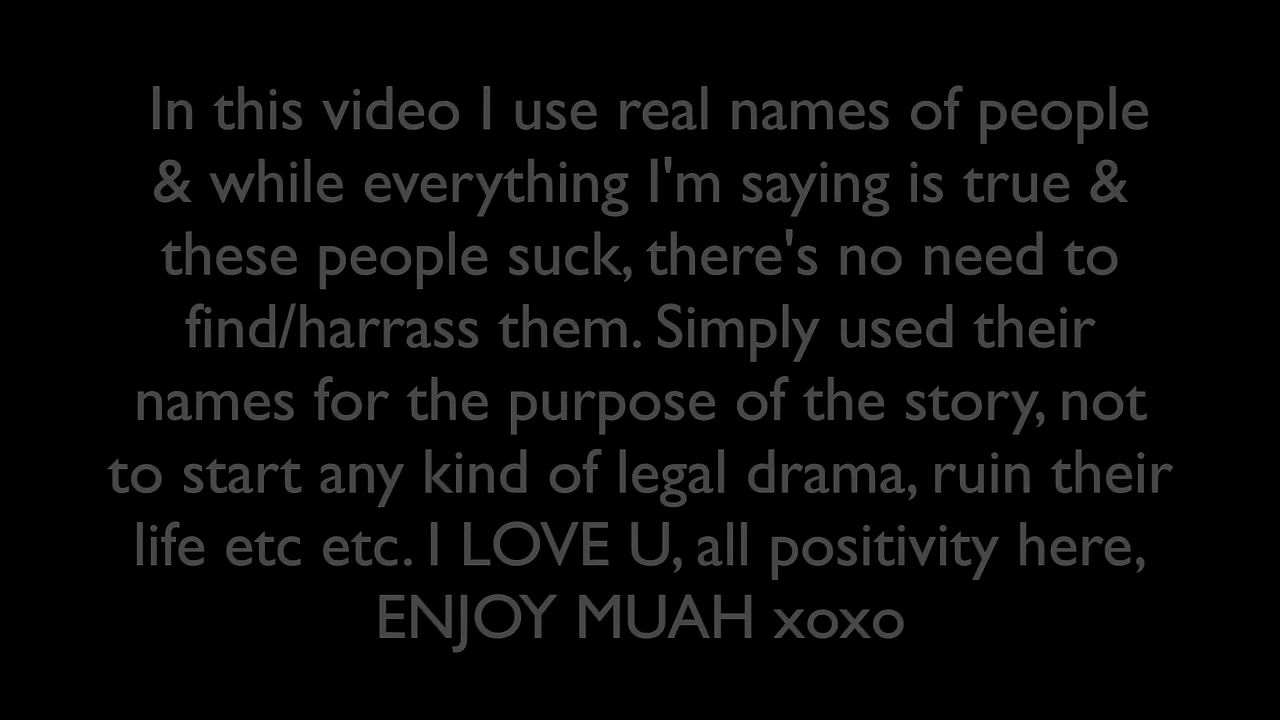 In this video I use real names of people
& while everything I'm saying is true &
these people suck, there's no need to
find/harrass them. Simply used their
names for the purpose of the story, not
to start any kind of legal drama, ruin their
life etc etc. I LOVE U, all positivity here,
ENJOY MUAH xoxo